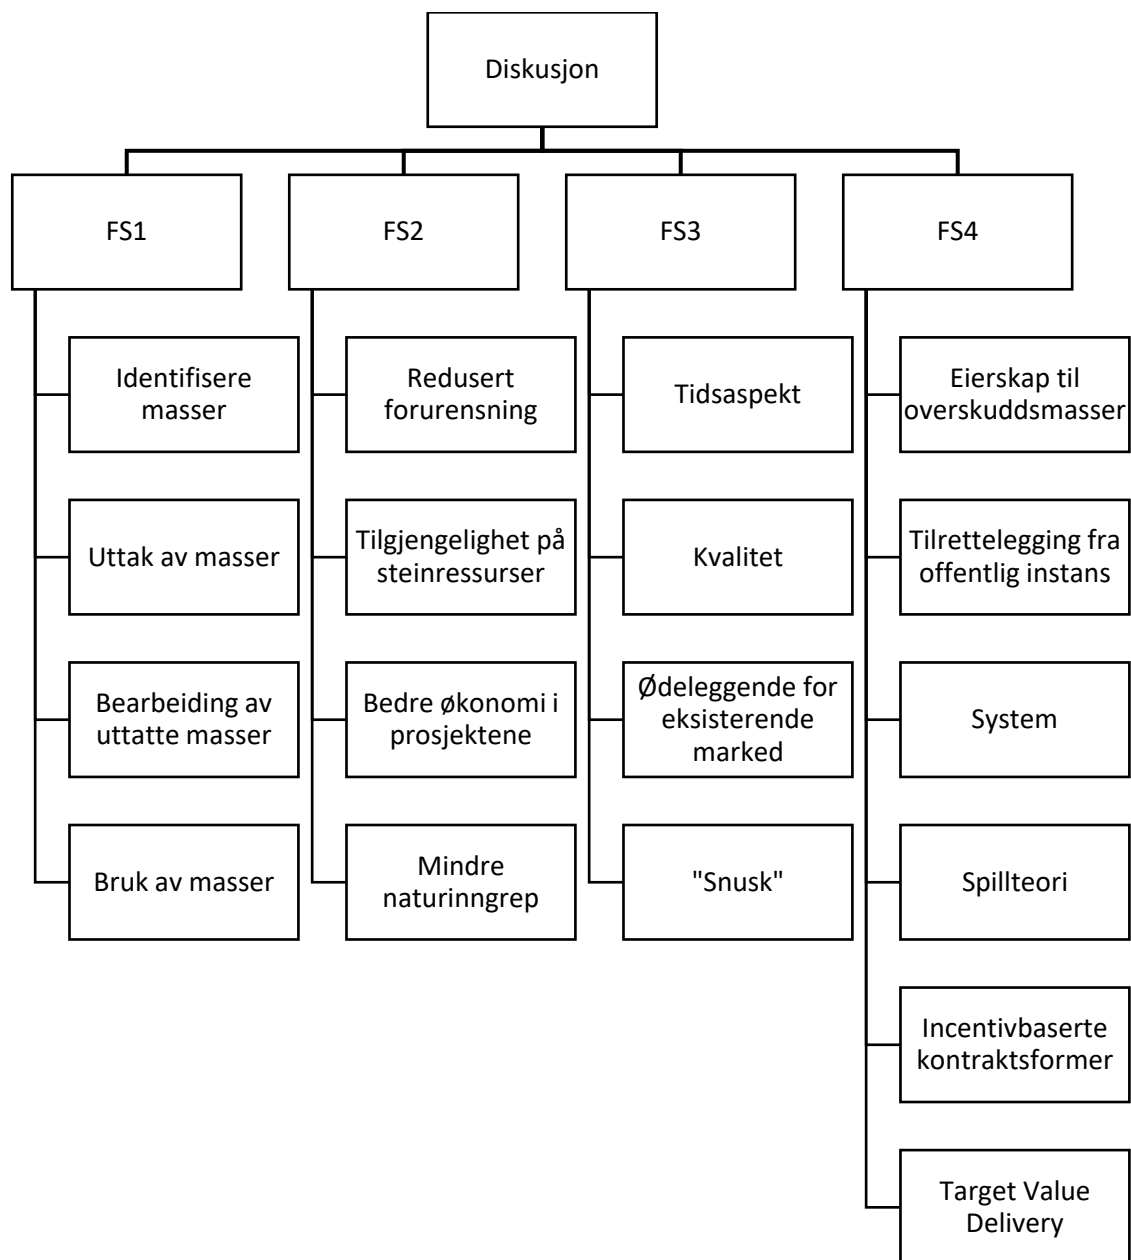 Diskusjon
FS1
Identifisere
masser
Uttak av masser
Bearbeiding av
uttatte masser
Bruk av masser
FS2
Redusert
forurensning
Tilgjengelighet på
steinressurser
Bedre økonomi i
prosjektene
Mindre
naturinngrep
FS3
Tidsaspekt
Kvalitet
Ødeleggende for
eksisterende
marked
"Snusk"
FS4
Eierskap til
overskuddsmasser
Tilrettelegging fra
offentlig instans
System
Spillteori
Incentivbaserte
kontraktsformer
Target Value
Delivery